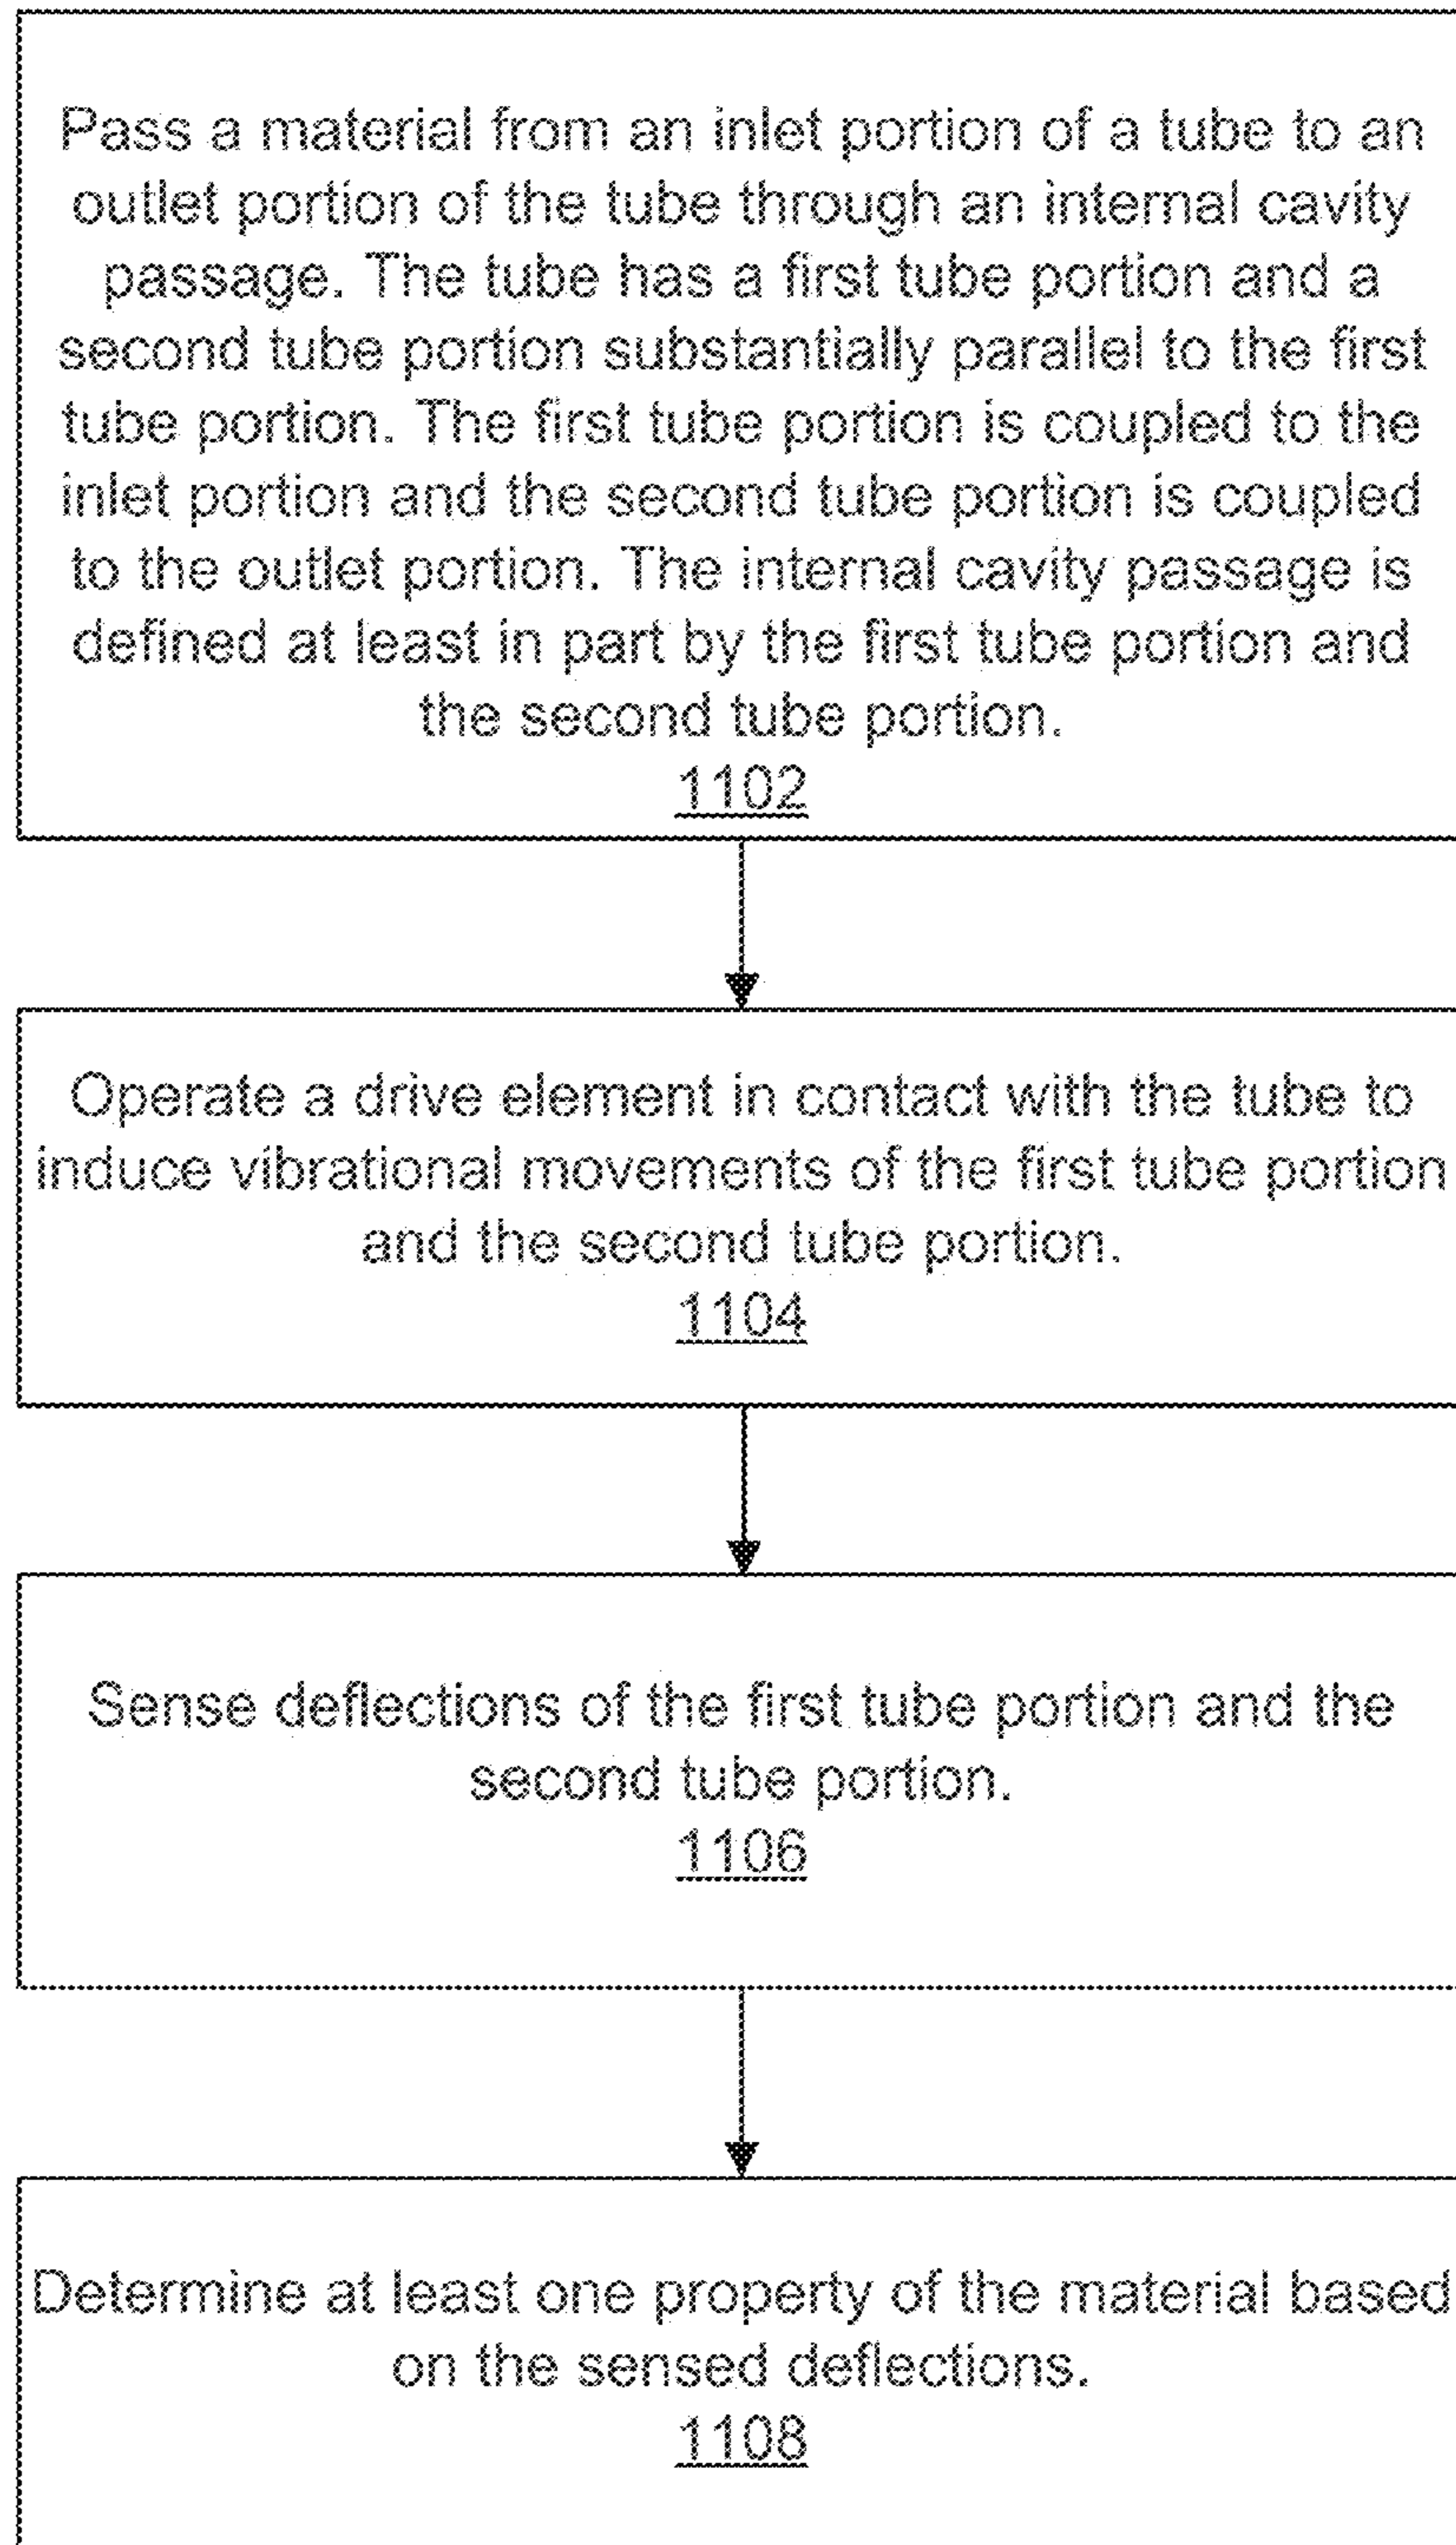 Pass a material from an inlet portion of a tube to an
outlet portion of the tube through an internal cavity
passage. The tube has a first tube portion and a
second tube portion substantially parallel to the first
tube portion. The first tube portion is coupled to the
inlet portion and the second tube portion is coupled
to the outlet portion. The internal cavity passage is
defined at least in part by the first tube portion and
the second tube portion.
1102
Operate a drive element in contact with the tube to
induce vibrational movements of the first tube portion
and the second tube portion.
1104
Sense deflections of the first tube portion and the
second tube portion.
1106
Determine at least one property of the material based
on the sensed deflections.
1108